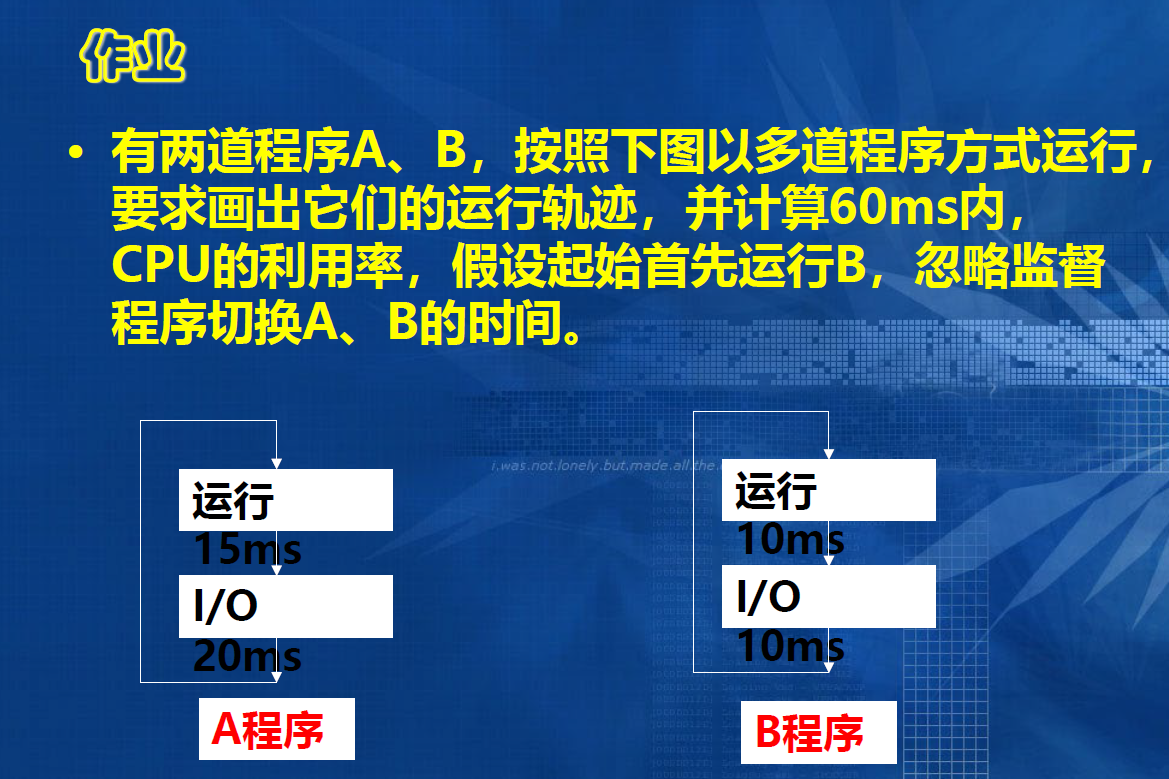 作业
• 有两道程序A、B，按照下图以多道程序方式运行，
要求画出它们的运行轨迹，并计算60ms内，
CPU的利用率，假设起始首先运行B，忽略监督
程序切换A、B的时间。
i.was.not.lonely.but.made.all.the
运行
15ms
I/O
20ms
A程序
运行
10ms
I/O
10ms
B程序